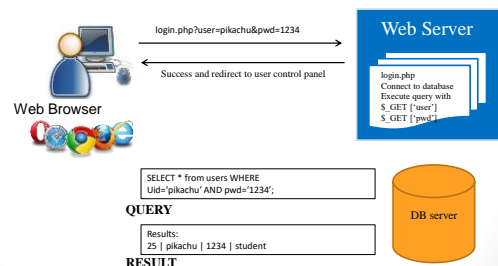 login.php?user=pikachu&pwd=1234
Web Server
Success and redirect to user control panel
login.php
Connect to database
Execute query with
$_GET [‘user’]
$_GET [‘pwd’]
Web Browser
SELECT * from users WHERE
Uid=‘pikachu’ AND pwd=‘1234’;
QUERY
DB server
Results:
25 | pikachu | 1234 | student
RESULT